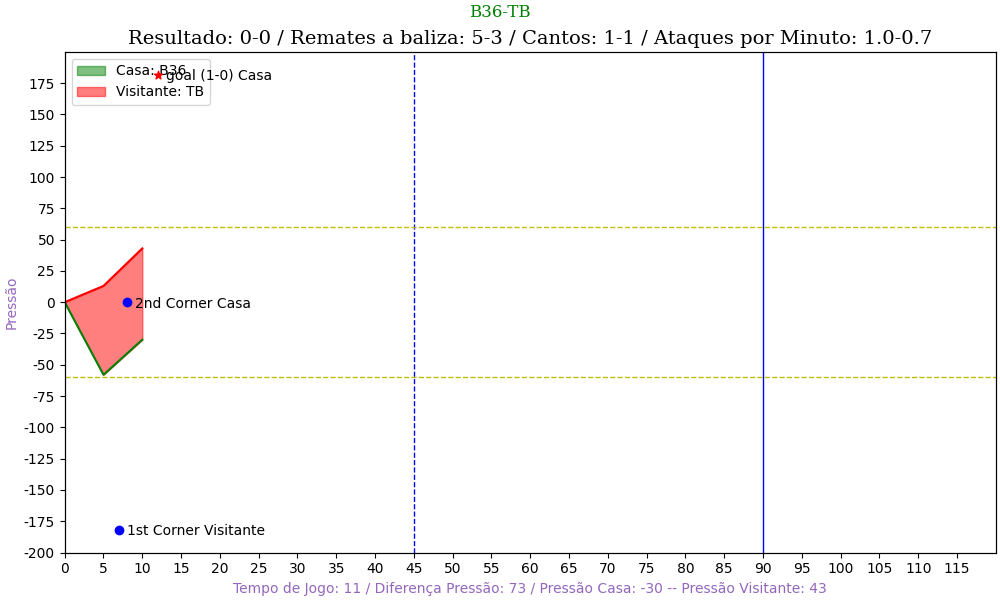 B36-TB
Resultado: 0-0 / Remates a baliza: 5-3 / Cantos: 1-1 / Ataques por Minuto: 1.0-0.7
Casa: B36
goal (1-0) Casa
Visitante: TB
175
150
125
100
75
50
25
0
-25
-50
-75
-100
-125
-150
-175
-200
Pressão
2nd Corner Casa
1st Corner Visitante
0 5 10 15 20 25 30 35 40 45 50 55 60 65 70 75 80 85 90 95 100 105 110 115
Tempo de Jogo: 11 / Diferença Pressão: 73 / Pressão Casa: -30 -- Pressão Visitante: 43